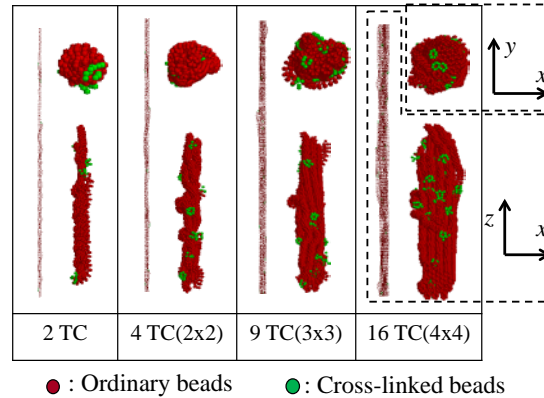 y
x
z
x
2 TC
4 TC(2x2)
9 TC(3x3)
16 TC(4x4)
: Ordinary beads
: Cross-linked beads